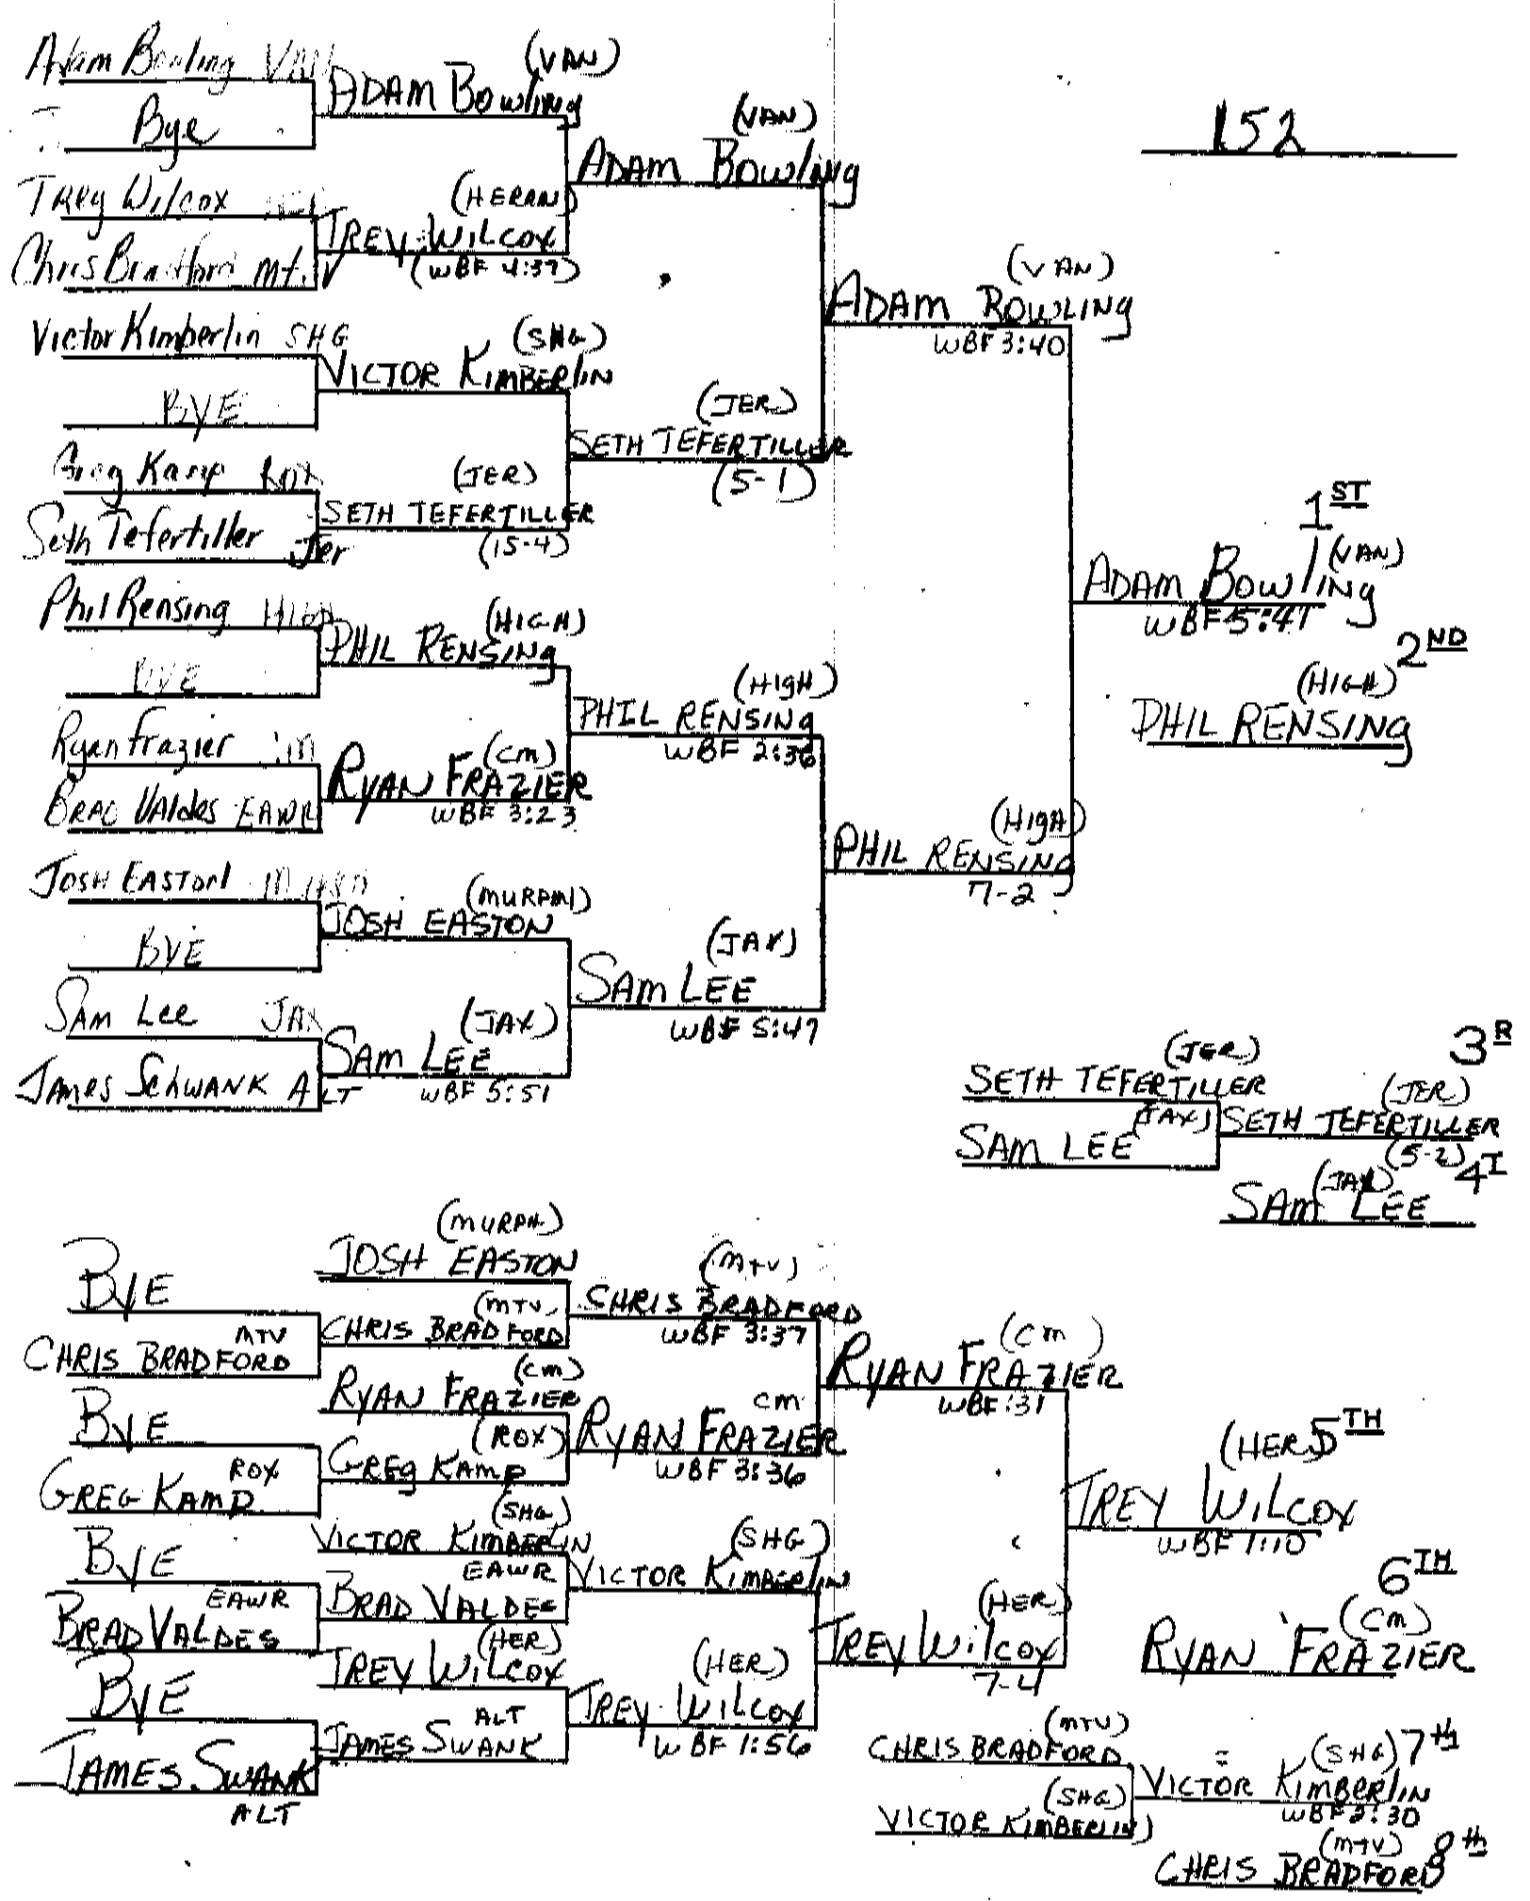 152
Adam Bowling VAN
Bye
Trey Wilcox
Chris Bradford Mt. V
Victor Kimberlin SHG
BYE
Greg Kamp ROX
Seth Tefertiller Jer
Phil Rensing HIGH
BYE
Ryan Frazier
BRAD VAldes EAWR
JOSH EASTON
BYE
SAM LEE JAX
JAMES SCHWANK ALT
(VAN)
ADAM BOWLING
(HERRN)
TREY WILCOX
(WBF 4:37)
(SHG)
VICTOR KIMBERLIN
(JER)
SETH TEFERTILLER
(15-4)
(HIGH)
PHIL RENSING
(CM)
RYAN FRAZIER
WBF 3:23
(MURPH)
JOSH EASTON
(JAX)
SAM LEE
WBF 5:51
(VAN)
ADAM BOWLING
(JER)
SETH TEFERTILLER
(5-1)
(HIGH)
PHIL RENSING
WBF 2:36
(JAX)
SAM LEE
WBF 5:47
(VAN)
ADAM BOWLING
WBF 3:40
(HIGH)
PHIL RENSING
7-2
1ST
(VAN)
ADAM BOWLING
WBF 5:47
2ND
(HIGH)
PHIL RENSING
(JER)
SETH TEFERTILLER
(JAX)
SAM LEE
3R
(JER)
SETH TEFERTILLER
(5-2)
4T
(JAX)
SAM LEE
BYE
MTV
CHRIS BRADFORD
BYE
ROX
GREG KAMP
BYE
EAWR
BRAD VALDES
BYE
JAMES SWANK
ALT
(MURPH)
JOSH EASTON
(MTV)
CHRIS BRADFORD
(CM)
RYAN FRAZIER
(ROX)
GREG KAMP
(SHG)
VICTOR KIMBERLIN
EAWR
BRAD VALDES
(HER)
TREY WILCOX
ALT
JAMES SWANK
(MTV)
CHRIS BRADFORD
WBF 3:37
CM
RYAN FRAZIER
WBF 3:36
(SHG)
VICTOR KIMBERLIN
(HER)
TREY WILCOX
WBF 1:56
(CM)
RYAN FRAZIER
WBF :31
(HER)
TREY WILCOX
7-4
(HER) 5TH
TREY WILCOX
WBF 1:10
6TH
(CM)
RYAN FRAZIER
(MTV)
CHRIS BRADFORD
(SHG)
VICTOR KIMBERLIN
(SHG) 7th
VICTOR KIMBERLIN
WBF 2:30
(MTV) 8th
CHRIS BRADFORD